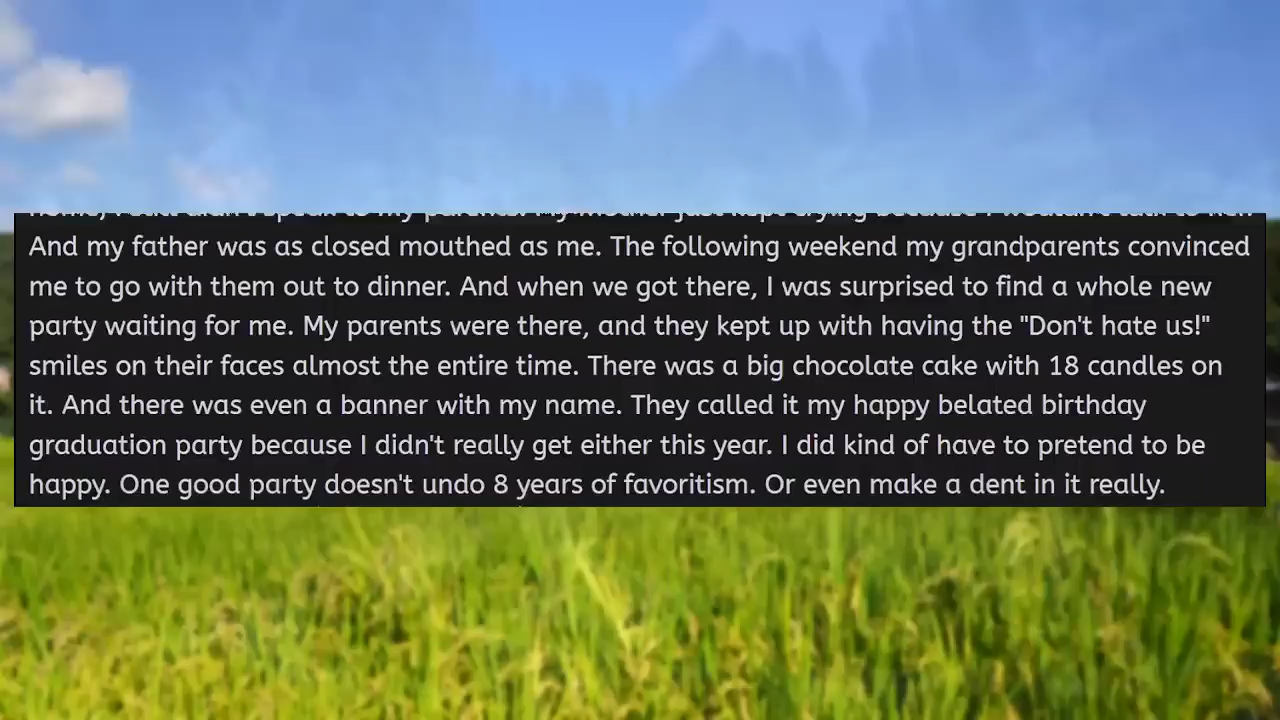 And my father was as closed mouthed as me. The following weekend my grandparents convinced
me to go with them out to dinner. And when we got there, I was surprised to find a whole new
party waiting for me. My parents were there, and they kept up with having the "Don't hate us!"
smiles on their faces almost the entire time. There was a big chocolate cake with 18 candles on
it. And there was even a banner with my name. They called it my happy belated birthday
graduation party because I didn't really get either this year. I did kind of have to pretend to be
happy. One good party doesn't undo 8 years of favoritism. Or even make a dent in it really.